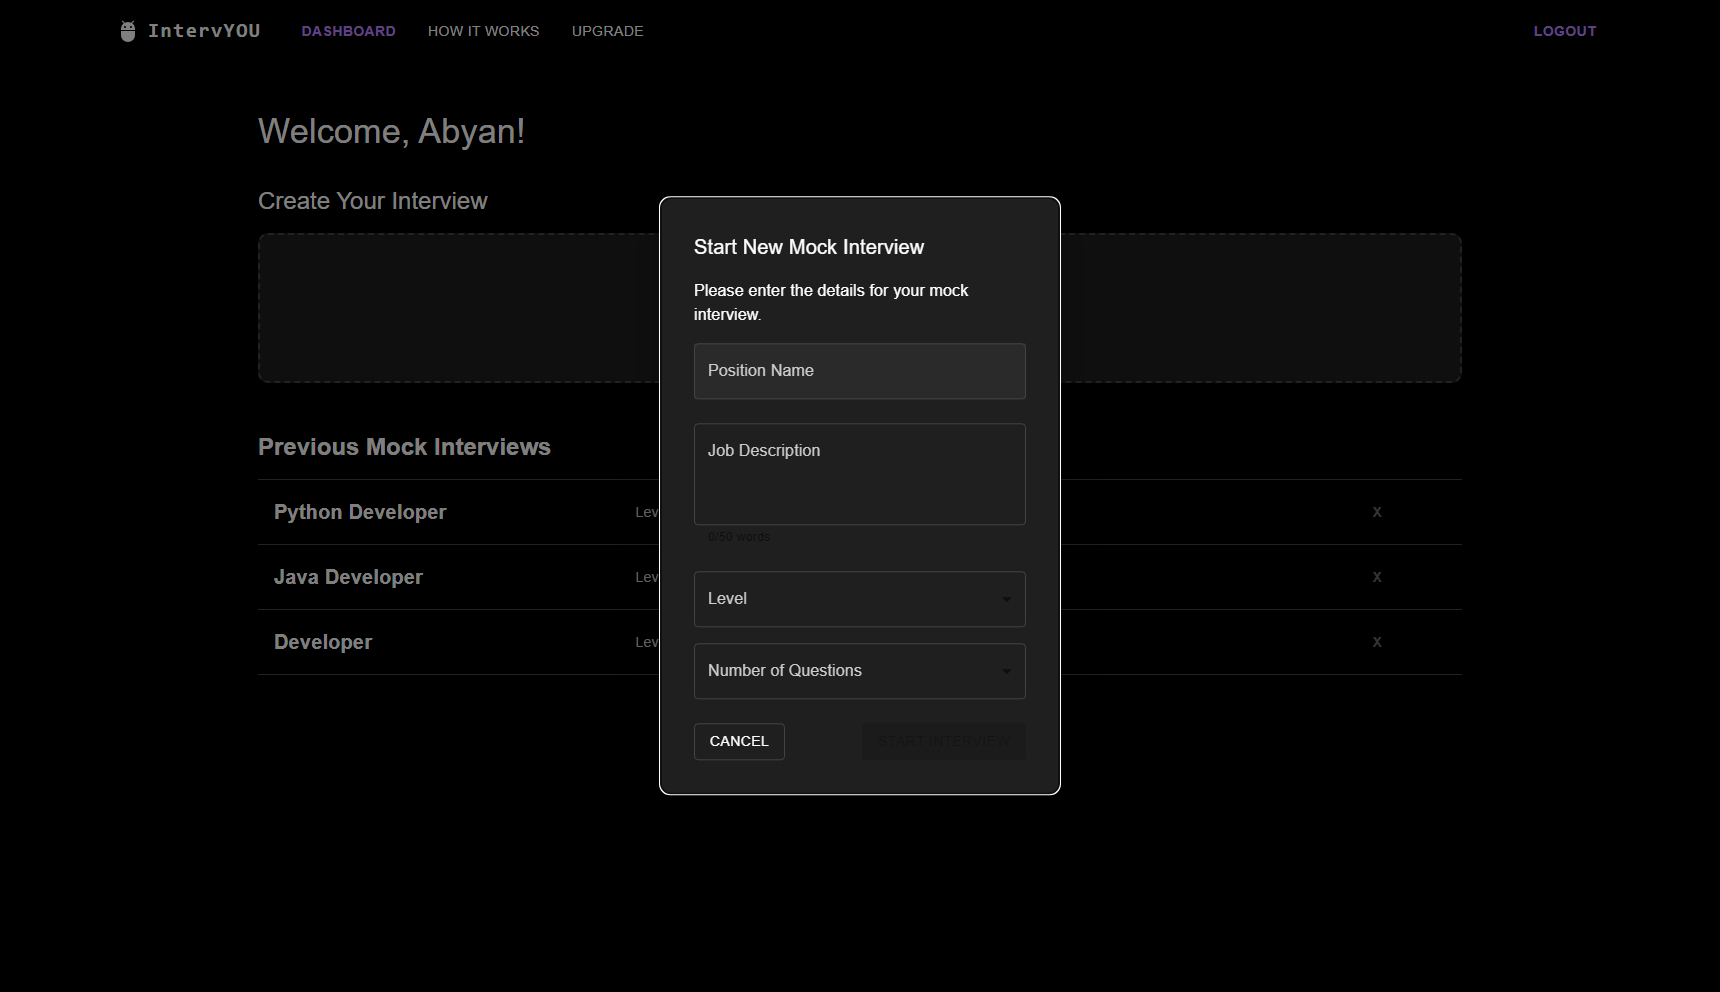 IntervYOU
DASHBOARD
HOW IT WORKS
UPGRADE
LOGOUT
Welcome, Abyan!
Create Your Interview
Previous Mock Interviews
Python Developer
Lev
X
Java Developer
Lev
X
Developer
Lev
X
Start New Mock Interview
Please enter the details for your mock
interview.
Position Name
Job Description
0/50 words
Level
Number of Questions
CANCEL
START INTERVIEW